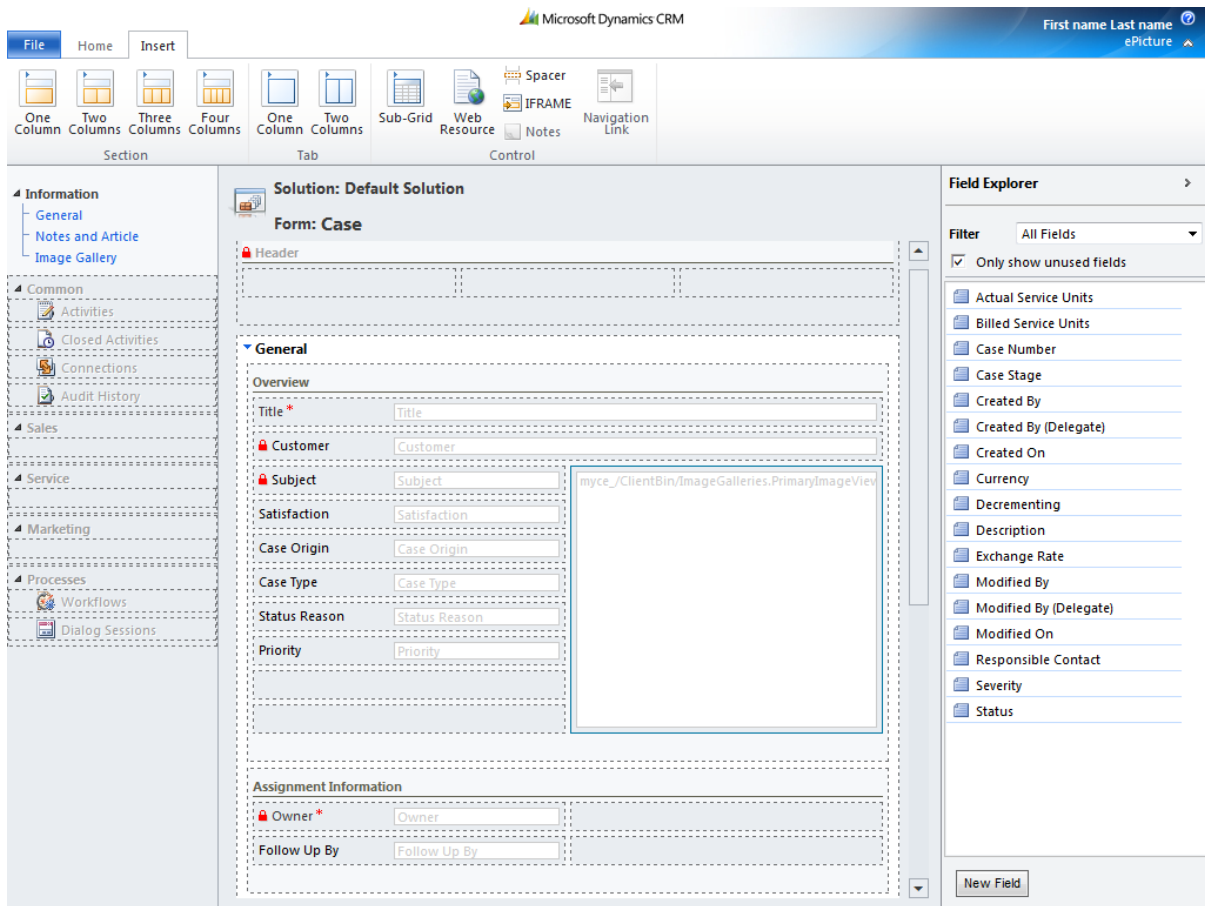 Microsoft Dynamics CRM
First name Last name
ePicture
File Home Insert
One Column
Two Columns
Three Columns
Four Columns
Section
One Column
Two Columns
Tab
Sub-Grid
Web Resource
Spacer
IFRAME
Notes
Navigation Link
Control
Information
General
Notes and Article
Image Gallery
Common
Activities
Closed Activities
Connections
Audit History
Sales
Service
Marketing
Processes
Workflows
Dialog Sessions
Solution: Default Solution
Form: Case
Header
General
Overview
Title * Title
Customer Customer
Subject Subject
myce_/ClientBin/ImageGalleries.PrimaryImageView
Satisfaction Satisfaction
Case Origin Case Origin
Case Type Case Type
Status Reason Status Reason
Priority Priority
Assignment Information
Owner * Owner
Follow Up By Follow Up By
Field Explorer >
Filter All Fields
Only show unused fields
Actual Service Units
Billed Service Units
Case Number
Case Stage
Created By
Created By (Delegate)
Created On
Currency
Decrementing
Description
Exchange Rate
Modified By
Modified By (Delegate)
Modified On
Responsible Contact
Severity
Status
New Field